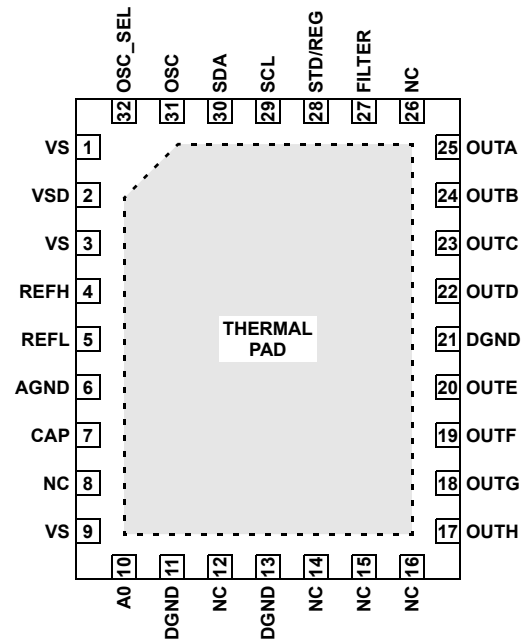 OSC_SEL
OSC
SDA
SCL
STD/REG
FILTER
NC
32
31
30
29
28
27
26
VS 1
VSD 2
VS 3
REFH 4
REFL 5
AGND 6
CAP 7
NC 8
VS 9
THERMAL
PAD
25 OUTA
24 OUTB
23 OUTC
22 OUTD
21 DGND
20 OUTE
19 OUTF
18 OUTG
17 OUTH
10
11
12
13
14
15
16
A0
DGND
NC
DGND
NC
NC
NC